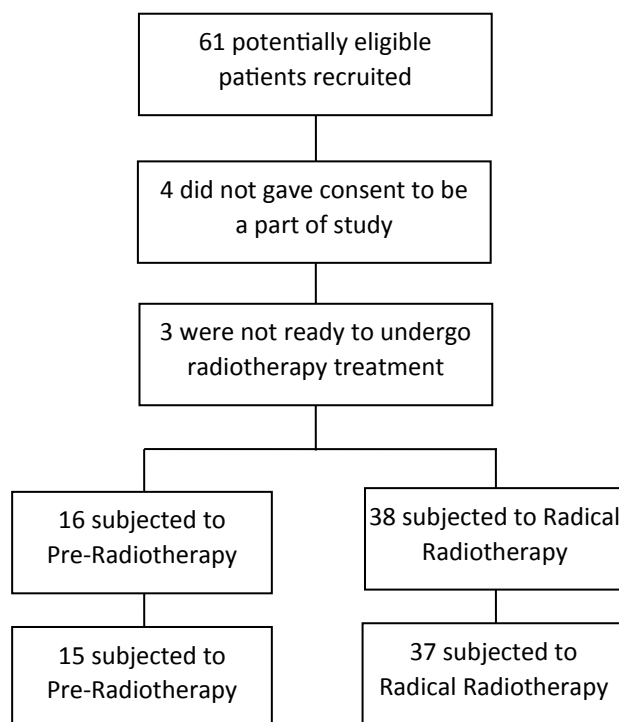 61 potentially eligible
patients recruited
4 did not gave consent to be
a part of study
3 were not ready to undergo
radiotherapy treatment
16 subjected to
Pre-Radiotherapy
38 subjected to Radical
Radiotherapy
15 subjected to
Pre-Radiotherapy
37 subjected to
Radical Radiotherapy